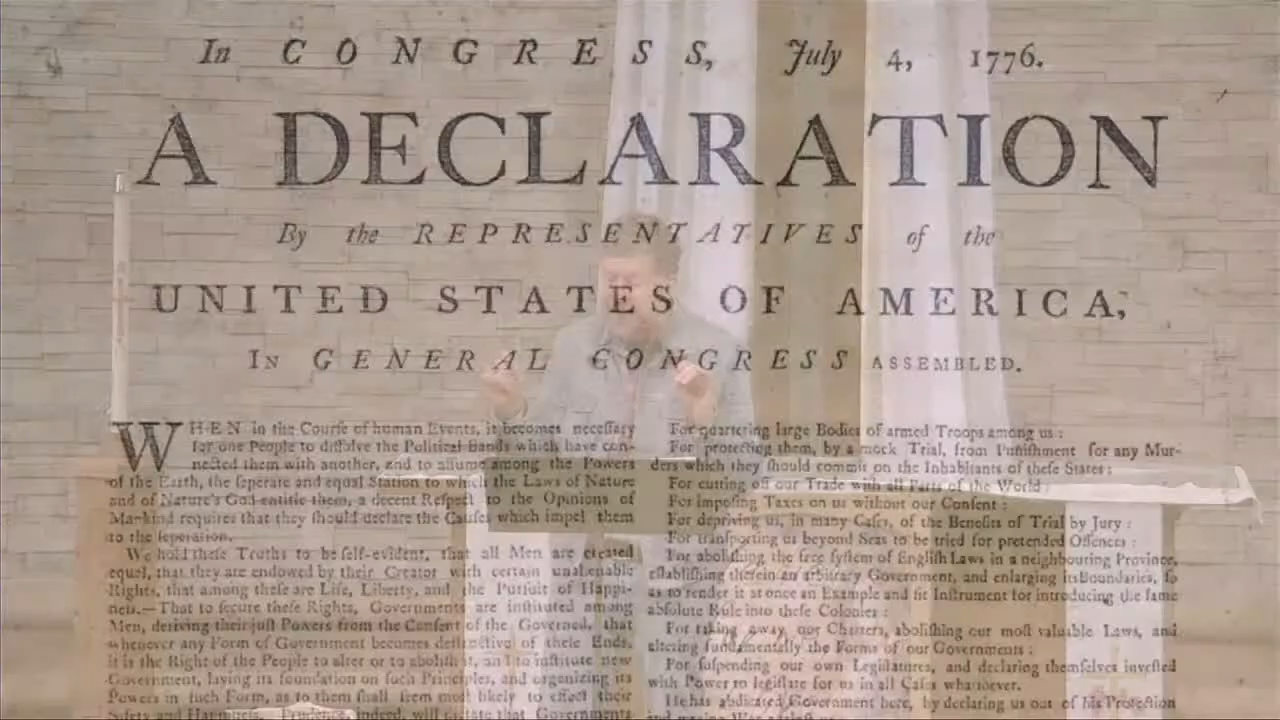 In CONGRESS, July 4, 1776.
A DECLARATION
By the REPRESENTATIVES of the
UNITED STATES OF AMERICA,
IN GENERAL CONGRESS ASSEMBLED.
WHEN in the Courſe of human Events, it becomes neceſſary
for one People to diſſolve the Political Bands which have con-
nected them with another, and to aſſume among the Powers
of the Earth, the ſeperate and equal Station to which the Laws of Nature
and of Nature's God entitle them, a decent Reſpect to the Opinions of
Mankind requires that they ſhould declare the Cauſes which impel them
to the ſeperation.
We hold theſe Truths to be ſelf-evident, that all Men are created
equal, that they are endowed by their Creator with certain unalienable
Rights, that among theſe are Life, Liberty, and the Purſuit of Happi-
neſs.—That to ſecure theſe Rights, Governments are inſtituted among
Men, deriving their juſt Powers from the Conſent of the Governed, that
whenever any Form of Government becomes deſtructive of theſe Ends,
it is the Right of the People to alter or to aboliſh it, and to inſtitute new
Government, laying its foundation on ſuch Principles, and organizing its
Powers in ſuch Form, as to them ſhall ſeem moſt likely to effect their
Safety and Happineſs. Prudence, indeed, will dictate that Governments
For quartering large Bodies of armed Troops among us :
For protecting them, by a mock Trial, from Puniſhment for any Mur-
ders which they ſhould commit on the Inhabitants of theſe States :
For cutting off our Trade with all Parts of the World :
For impoſing Taxes on us without our Conſent :
For depriving us, in many Caſes, of the Benefits of Trial by Jury :
For tranſporting us beyond Seas to be tried for pretended Offences :
For aboliſhing the free ſyſtem of Engliſh Laws in a neighbouring Province,
eſtabliſhing therein an arbitrary Government, and enlarging its Boundaries, ſo
as to render it at once an Example and fit Inſtrument for introducing the ſame
abſolute Rule into theſe Colonies :
For taking away our Charters, aboliſhing our moſt valuable Laws, and
altering fundamentally the Forms of our Governments :
For ſuſpending our own Legiſlatures, and declaring themſelves inveſted
with Power to legiſlate for us in all Caſes whatſoever.
He has abdicated Government here, by declaring us out of his Protection
and waging War againſt us.